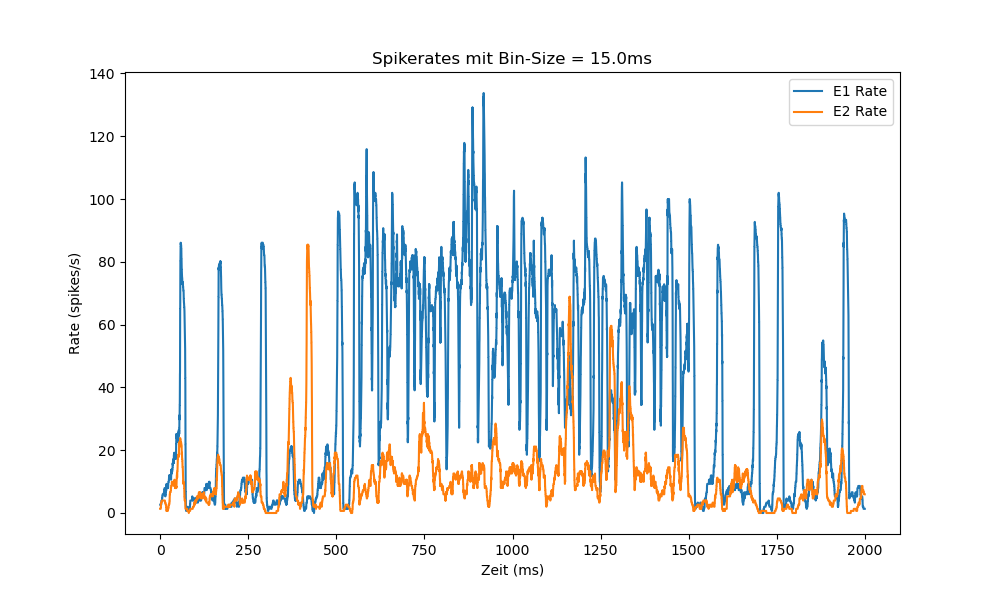 Spikerates mit Bin-Size = 15.0ms
E1 Rate
E2 Rate
140
120
100
80
60
40
20
0
Rate (spikes/s)
0 250 500 750 1000 1250 1500 1750 2000
Zeit (ms)